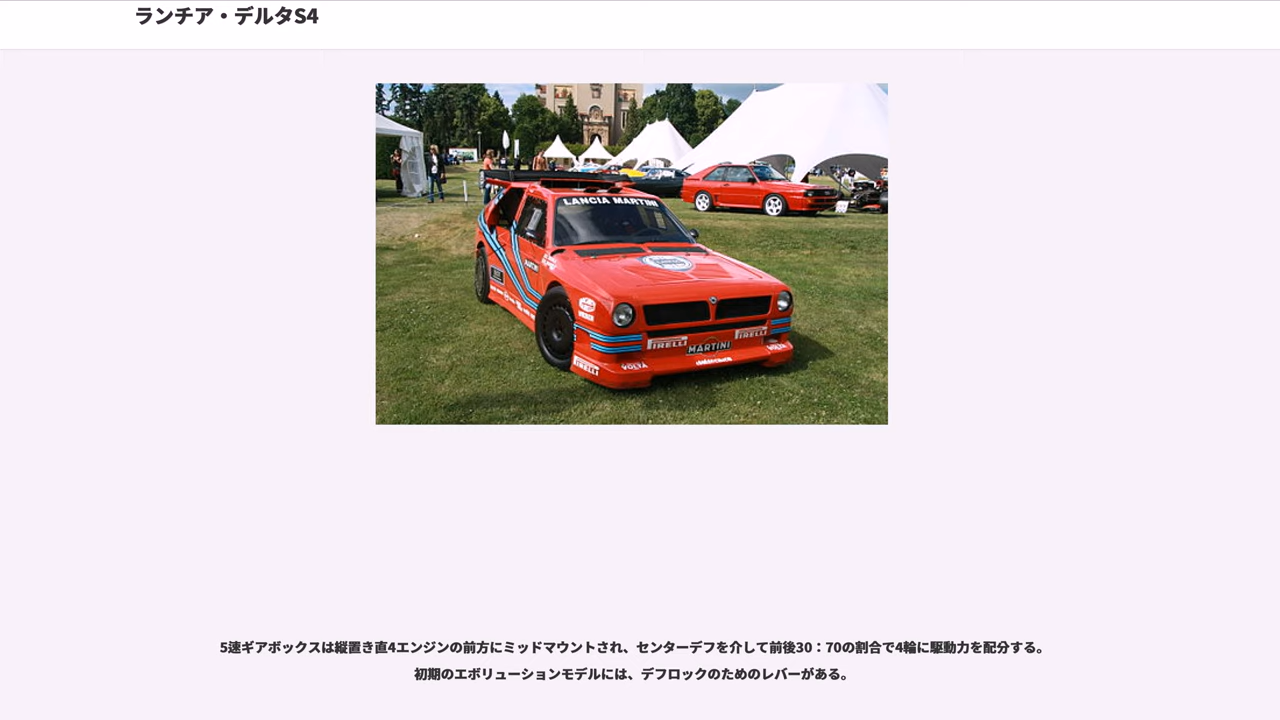 ランチア・デルタS4
LANCIA MARTINI
PIRELLI
PIRELLI
MARTINI
VOLTA
PIRELLI
5速ギアボックスは縦置き直4エンジンの前方にミッドマウントされ、センターデフを介して前後30：70の割合で4輪に駆動力を配分する。
初期のエボリューションモデルには、デフロックのためのレバーがある。